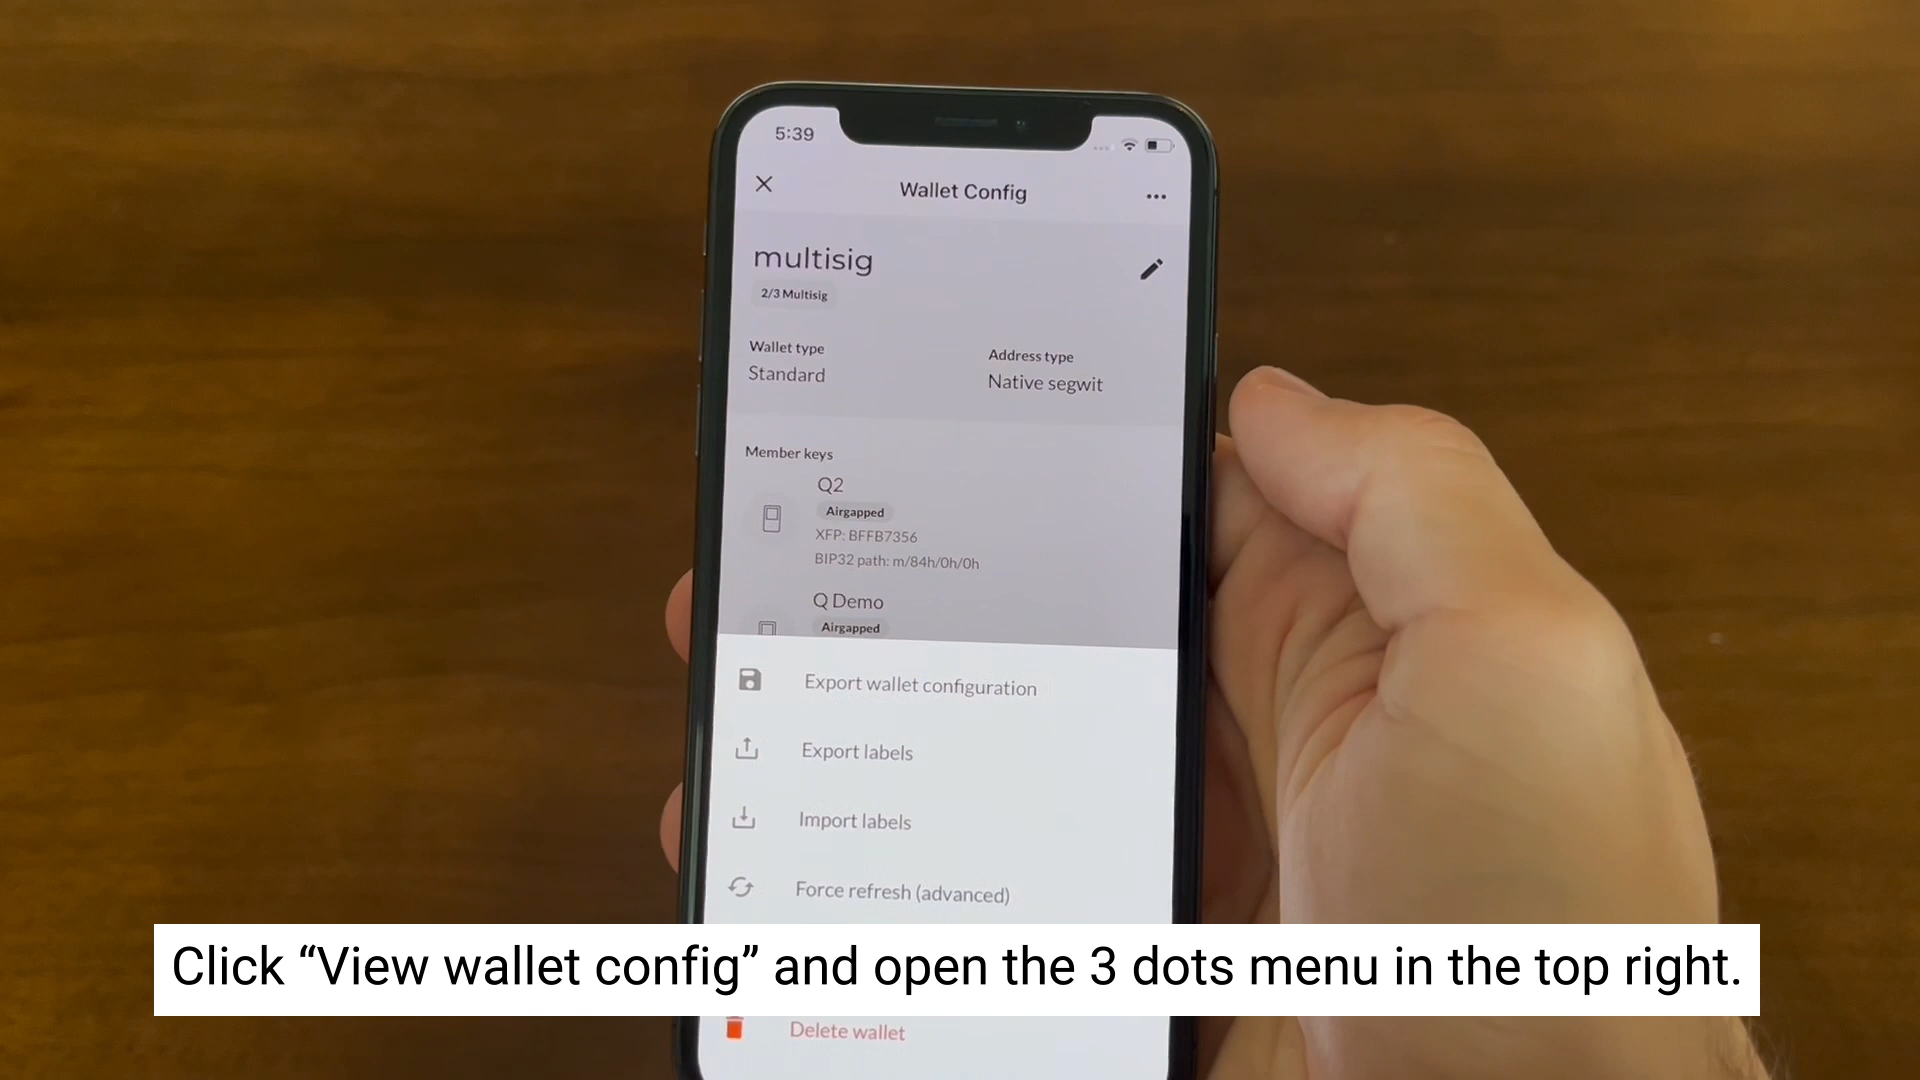 5:39
Wallet Config
multisig
2/3 Multisig
Wallet type
Address type
Standard
Native segwit
Member keys
Q2
Airgapped
XFP: BFFB7356
BIP32 path: m/84h/0h/0h
Q Demo
Airgapped
Export wallet configuration
Export labels
Import labels
Force refresh (advanced)
Click “View wallet config” and open the 3 dots menu in the top right.
Delete wallet